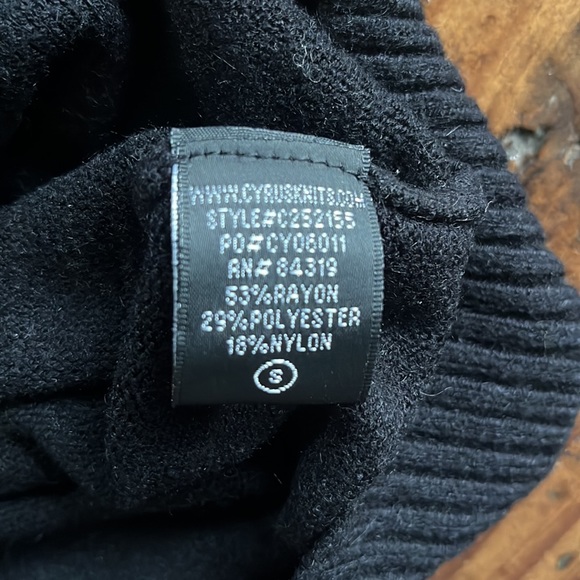 WWW.CYRUSKNITS.COM
STYLE#C252155
PO#CY06011
RN#84319
53%RAYON
29%POLYESTER
18%NYLON
S